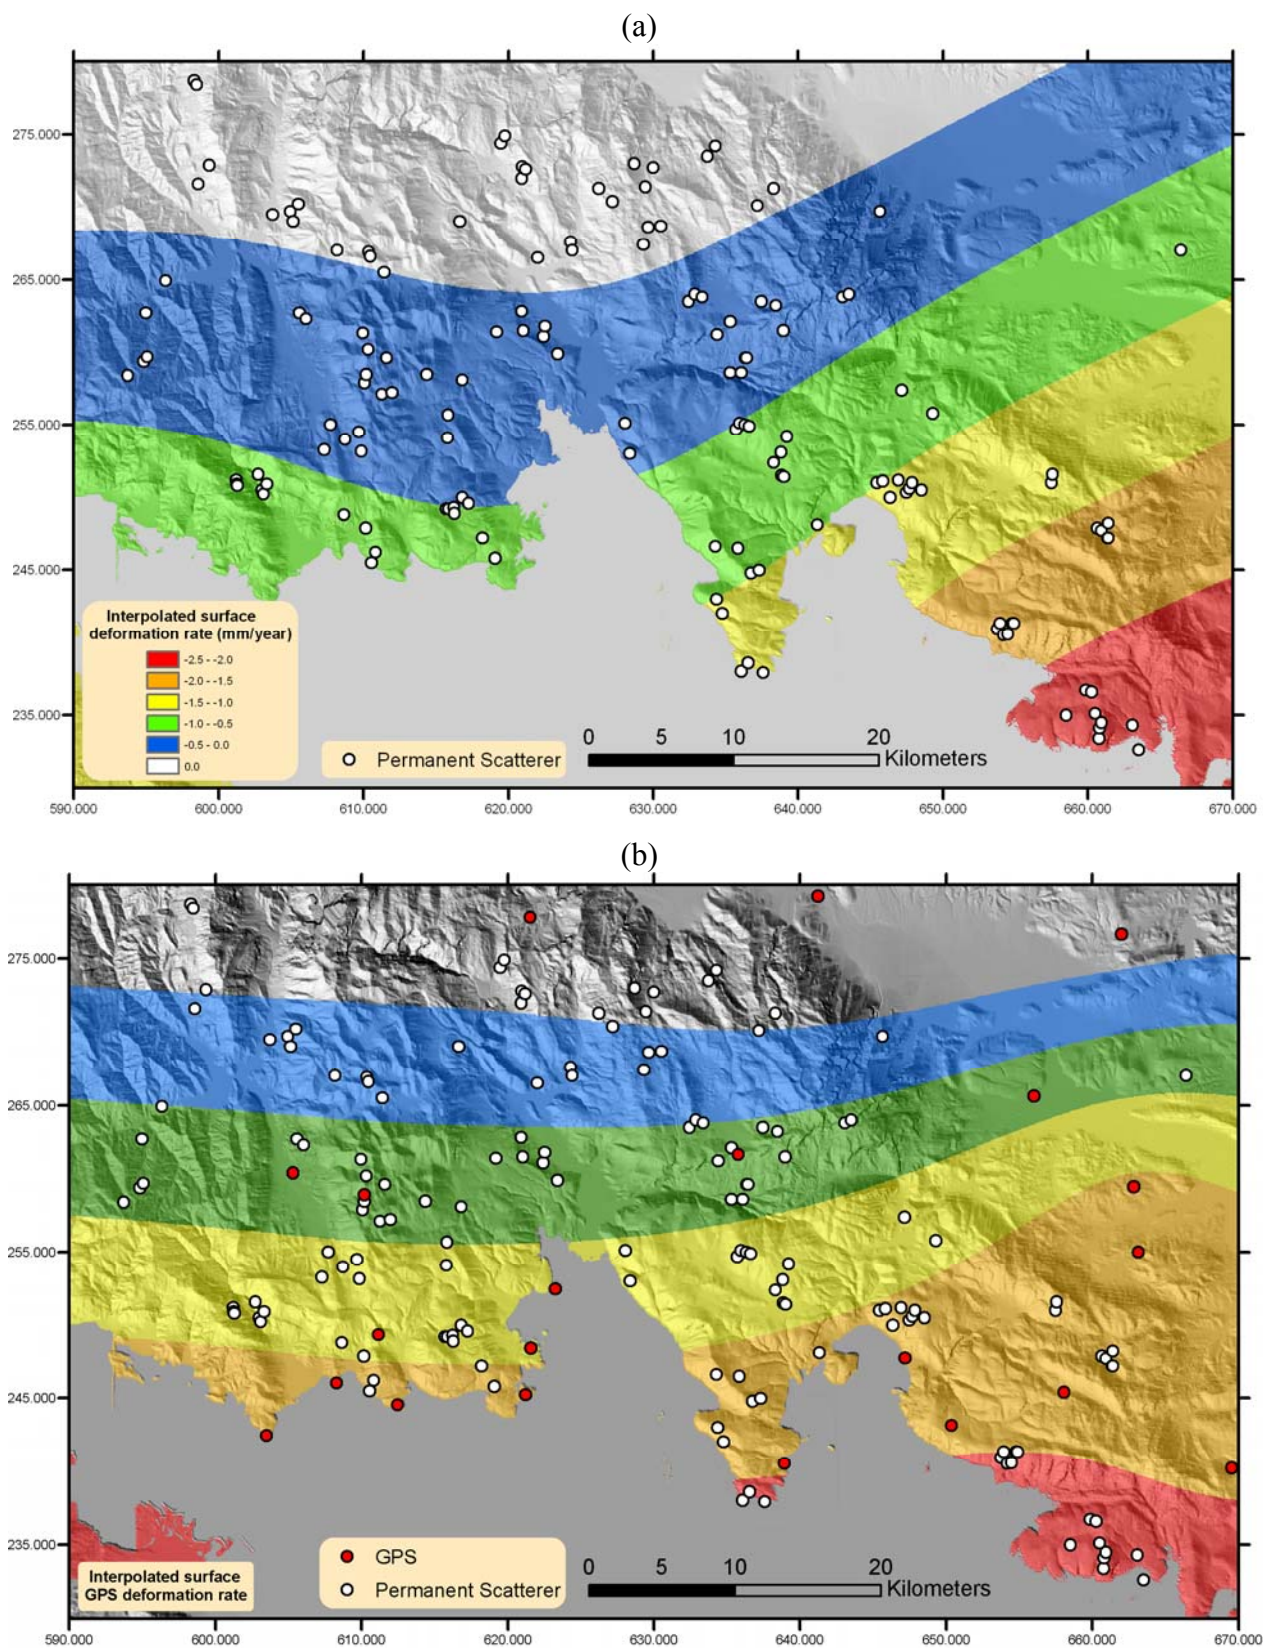 (a)
275.000
265.000
255.000
245.000
235.000
Interpolated surface
deformation rate (mm/year)
-2.5 - -2.0
-2.0 - -1.5
-1.5 - -1.0
-1.0 - -0.5
-0.5 - 0.0
0.0
Permanent Scatterer
0 5 10 20
Kilometers
590.000 600.000 610.000 620.000 630.000 640.000 650.000 660.000 670.000
(b)
275.000
265.000
255.000
245.000
235.000
Interpolated surface
GPS deformation rate
GPS
Permanent Scatterer
0 5 10 20
Kilometers
590.000 600.000 610.000 620.000 630.000 640.000 650.000 660.000 670.000